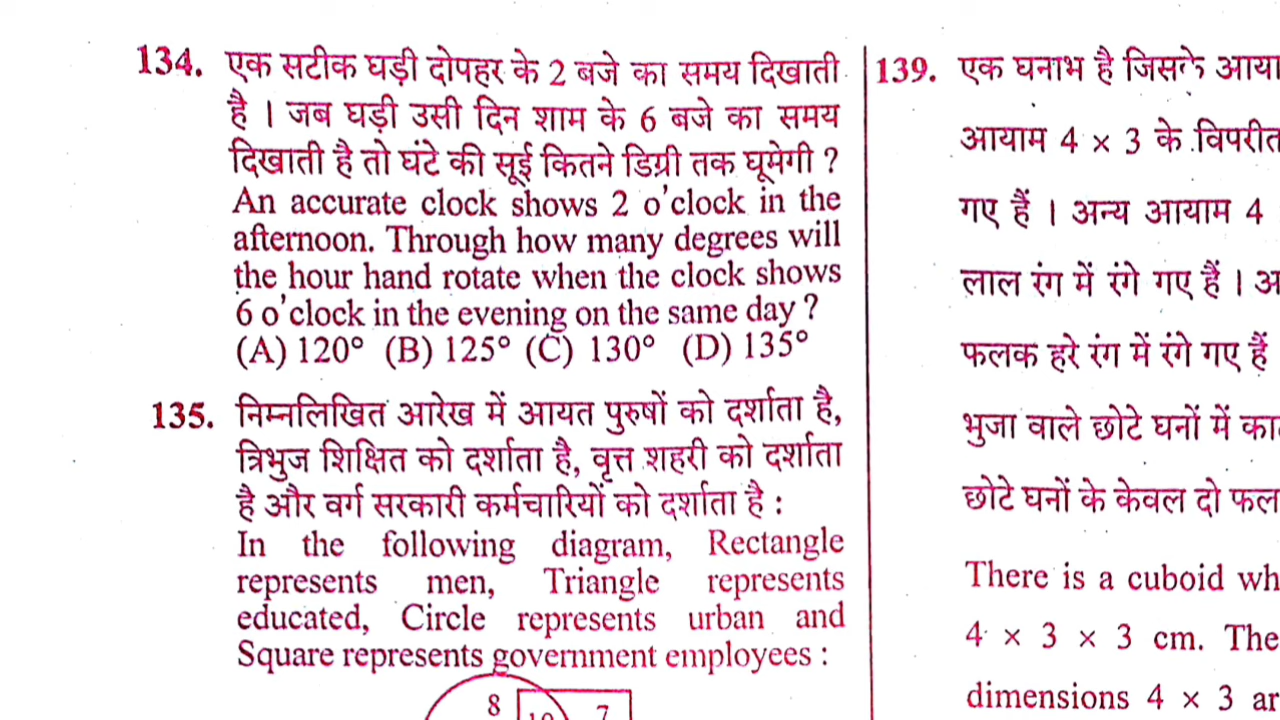 134. एक सटीक घड़ी दोपहर के 2 बजे का समय दिखाती
है । जब घड़ी उसी दिन शाम के 6 बजे का समय
दिखाती है तो घंटे की सूई कितने डिग्री तक घूमेगी ?
An accurate clock shows 2 o'clock in the
afternoon. Through how many degrees will
the hour hand rotate when the clock shows
6 o'clock in the evening on the same day ?
(A) 120° (B) 125° (C) 130° (D) 135°
135. निम्नलिखित आरेख में आयत पुरुषों को दर्शाता है,
त्रिभुज शिक्षित को दर्शाता है, वृत्त शहरी को दर्शाता
है और वर्ग सरकारी कर्मचारियों को दर्शाता है :
In the following diagram, Rectangle
represents men, Triangle represents
educated, Circle represents urban and
Square represents government employees :
8
7
139. एक घनाभ है जिसके आया
आयाम 4 × 3 के विपरीत
गए हैं । अन्य आयाम 4
लाल रंग में रंगे गए हैं । अ
फलक हरे रंग में रंगे गए हैं
भुजा वाले छोटे घनों में का
छोटे घनों के केवल दो फल
There is a cuboid wh
4 × 3 × 3 cm. The
dimensions 4 × 3 ar